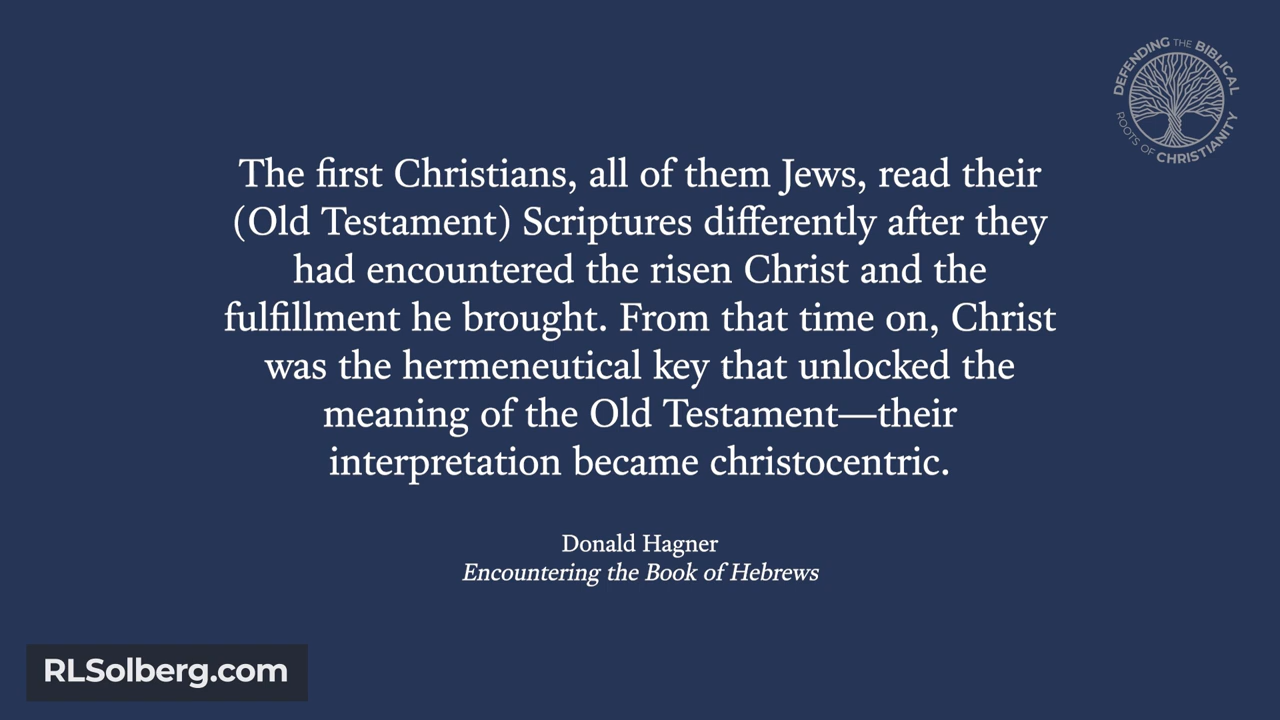 The first Christians, all of them Jews, read their
(Old Testament) Scriptures differently after they
had encountered the risen Christ and the
fulfillment he brought. From that time on, Christ
was the hermeneutical key that unlocked the
meaning of the Old Testament—their
interpretation became christocentric.
Donald Hagner
Encountering the Book of Hebrews
DEFENDING THE BIBLICAL
ROOTS OF CHRISTIANITY
RLSolberg.com